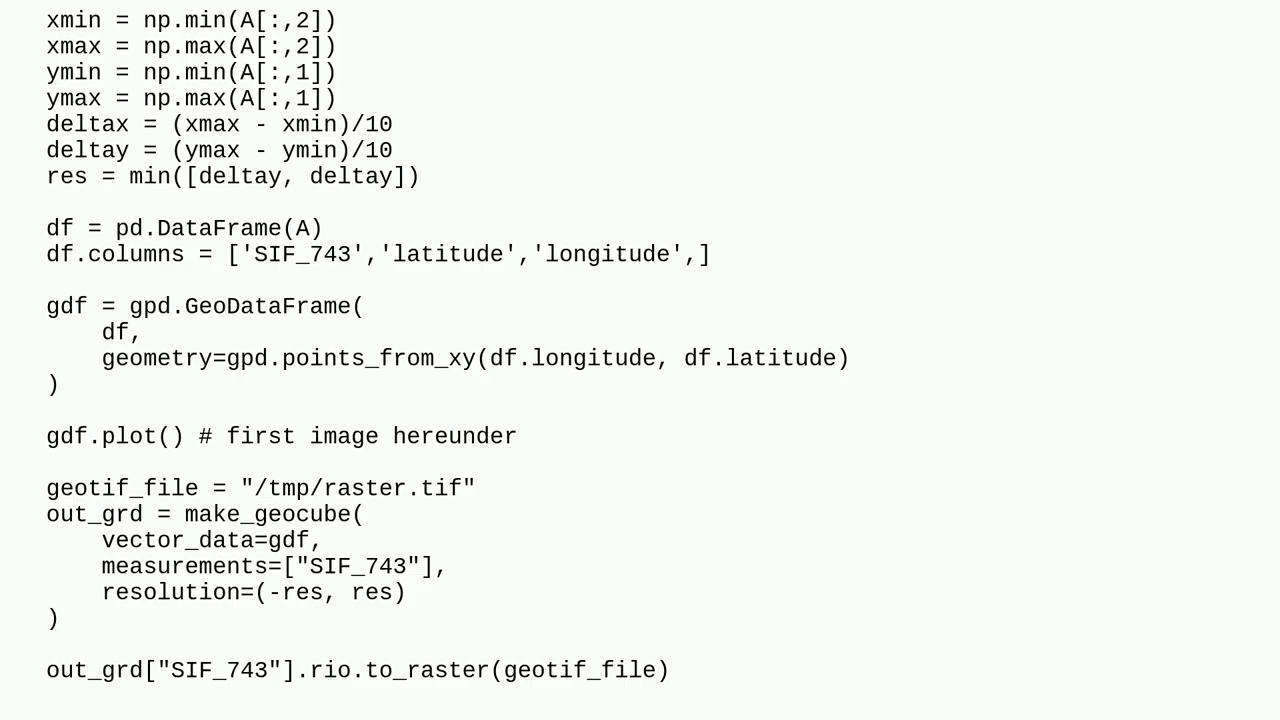 xmin = np.min(A[:,2])
xmax = np.max(A[:,2])
ymin = np.min(A[:,1])
ymax = np.max(A[:,1])
deltax = (xmax - xmin)/10
deltay = (ymax - ymin)/10
res = min([deltay, deltay])

df = pd.DataFrame(A)
df.columns = ['SIF_743','latitude','longitude',]

gdf = gpd.GeoDataFrame(
    df,
    geometry=gpd.points_from_xy(df.longitude, df.latitude)
)

gdf.plot() # first image hereunder

geotif_file = "/tmp/raster.tif"
out_grd = make_geocube(
    vector_data=gdf,
    measurements=["SIF_743"],
    resolution=(-res, res)
)

out_grd["SIF_743"].rio.to_raster(geotif_file)